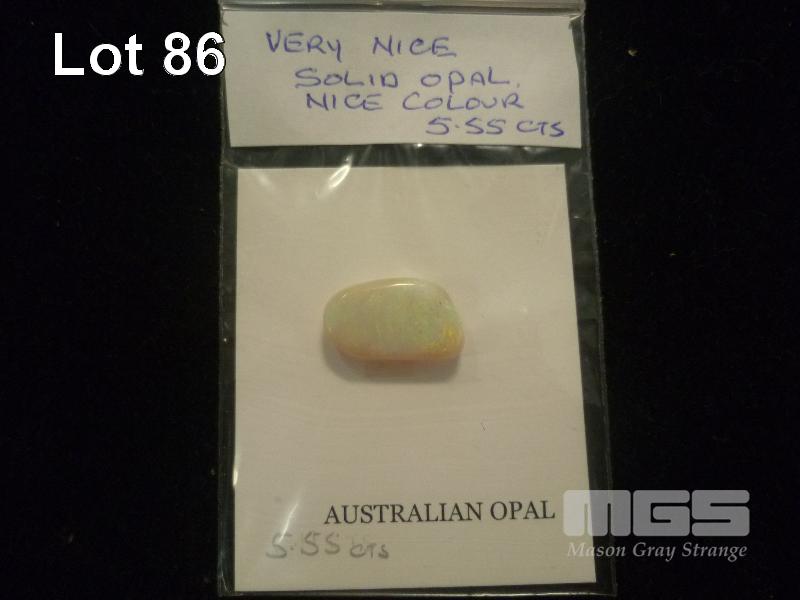 Lot 86
VERY NICE
SOLID OPAL,
NICE COLOUR
5.55 CTS
AUSTRALIAN OPAL
5.55 CTS
MGS
Mason Gray Strange